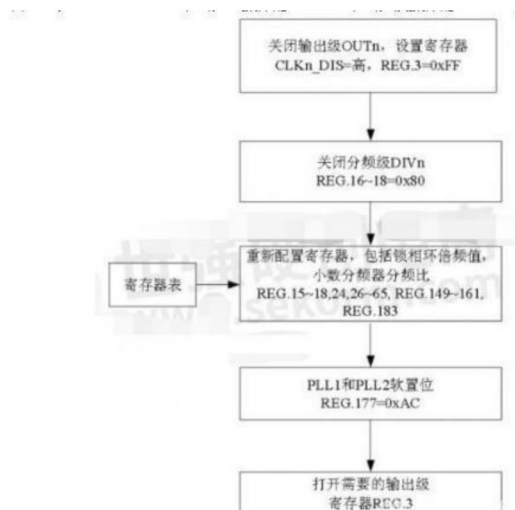 关闭输出级OUTn，设置寄存器
CLKn_DIS=高，REG.3=0xFF
关闭分频级DIVn
REG.16~18=0x80
重新配置寄存器，包括锁相环倍频值，
小数分频器分频比
REG.15~18,24,26~65, REG.149~161,
REG.183
寄存器表
PLL1和PLL2软置位
REG.177=0xAC
打开需要的输出级
寄存器REG.3